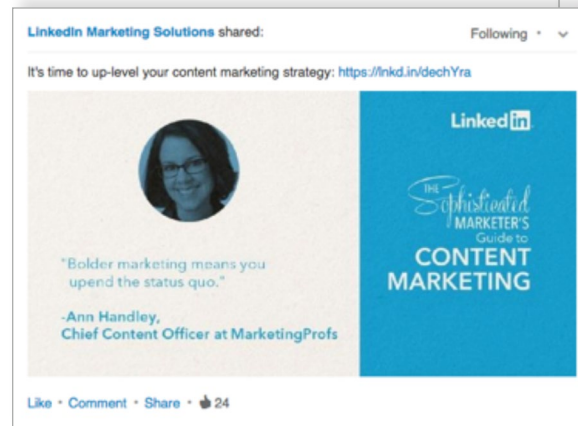 LinkedIn Marketing Solutions shared:
Following
It's time to up-level your content marketing strategy: https://lnkd.in/dechYra
"Bolder marketing means you
upend the status quo."
-Ann Handley,
Chief Content Officer at MarketingProfs
Linked in
THE
Sophisticated
MARKETER'S
Guide to
CONTENT
MARKETING
Like · Comment · Share · 24